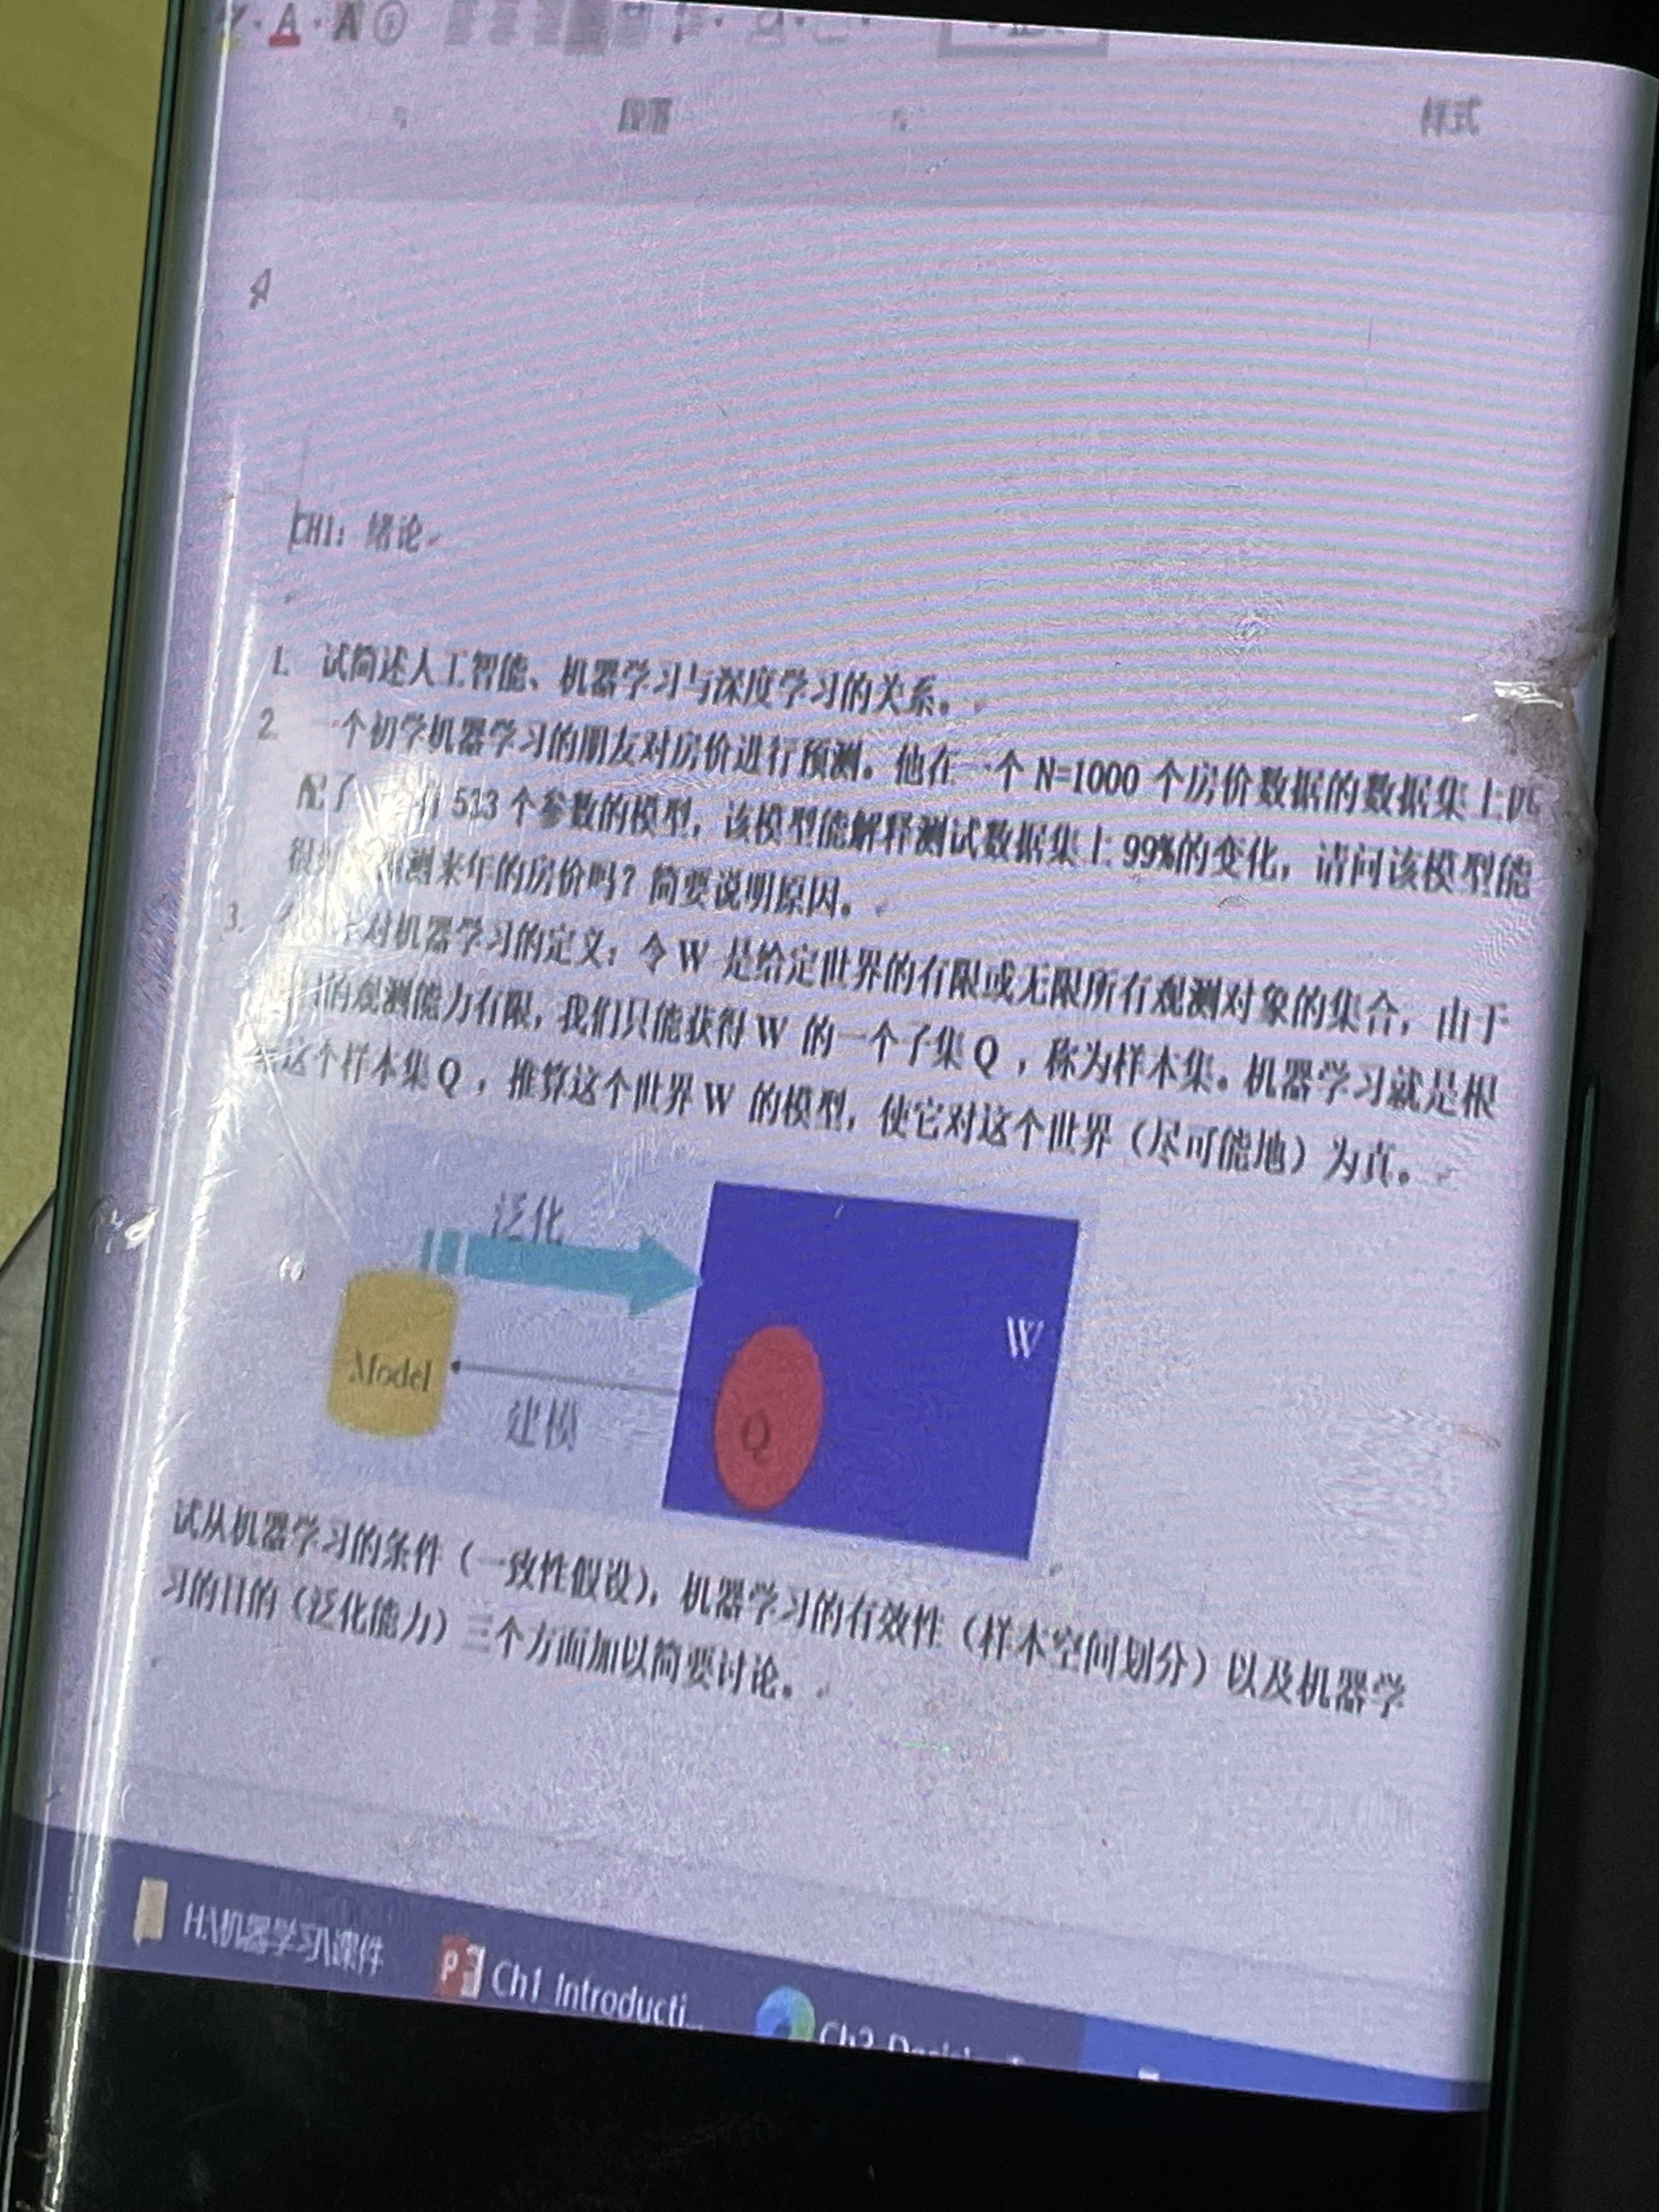 A A
段落
样式
CH1：绪论
1. 试简述人工智能、机器学习与深度学习的关系。
2. 一个初学机器学习的朋友对房价进行预测。他在一个 N=1000 个房价数据的数据集上匹
配了 533 个参数的模型，该模型能解释测试数据集上 99%的变化，请问该模型能
测来年的房价吗？简要说明原因。
3. 对机器学习的定义：令 W 是给定世界的有限或无限所有观测对象的集合，由于
的观测能力有限，我们只能获得 W 的一个子集 Q ，称为样本集。机器学习就是根
这个样本集 Q ，推算这个世界 W 的模型，使它对这个世界（尽可能地）为真。
泛化
W
Model
建模
Q
试从机器学习的条件（一致性假设），机器学习的有效性（样本空间划分）以及机器学
习的目的（泛化能力）三个方面加以简要讨论。
H:\机器学习\课件
Ch1 Introducti...